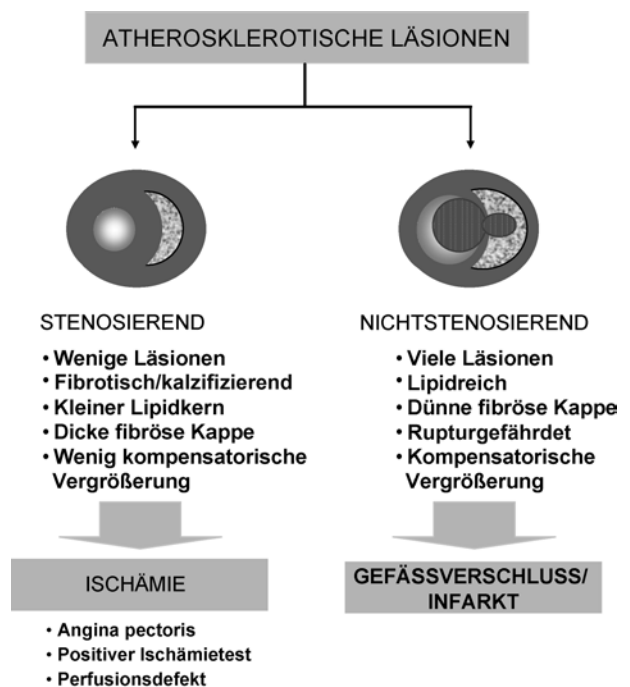 ATHEROSKLEROTISCHE LÄSIONEN
STENOSIEREND
• Wenige Läsionen
• Fibrotisch/kalzifizierend
• Kleiner Lipidkern
• Dicke fibröse Kappe
• Wenig kompensatorische
Vergrößerung
ISCHÄMIE
• Angina pectoris
• Positiver Ischämietest
• Perfusionsdefekt
NICHTSTENOSIEREND
• Viele Läsionen
• Lipidreich
• Dünne fibröse Kappe
• Rupturgefährdet
• Kompensatorische
Vergrößerung
GEFÄSSVERSCHLUSS/
INFARKT